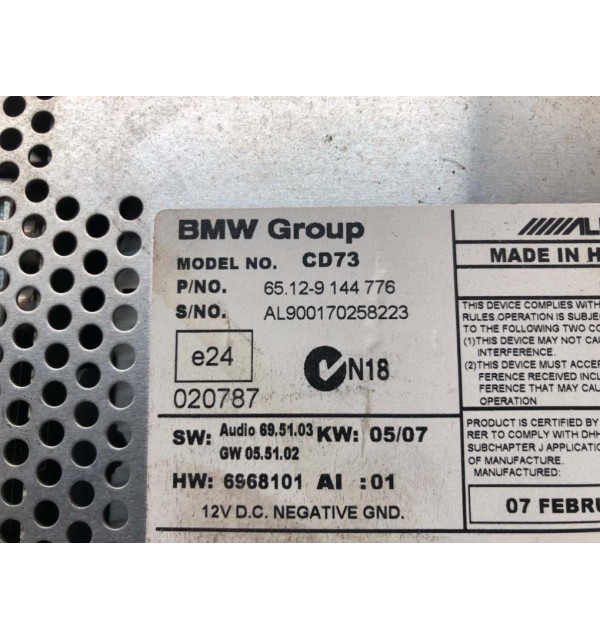 BMW Group
MODEL NO. CD73
P/NO. 65.12-9 144 776
S/NO. AL900170258223
e24
N18
020787
SW: Audio 69.51.03 KW: 05/07
GW 05.51.02
HW: 6968101 AI :01
12V D.C. NEGATIVE GND.
MADE IN
THIS DEVICE COMPLIES WITH
RULES.OPERATION IS SUBJE
TO THE FOLLOWING TWO CO
(1)THIS DEVICE MAY NOT CAU
INTERFERENCE.
(2)THIS DEVICE MUST ACCEP
FERENCE RECEIVED INCL
FERENCE THAT MAY CAU
OPERATION
PRODUCT IS CERTIFIED BY
RER TO COMPLY WITH DHH
SUBCHAPTER J APPLICATION
OF MANUFACTURE.
MANUFACTURED:
07 FEBRU